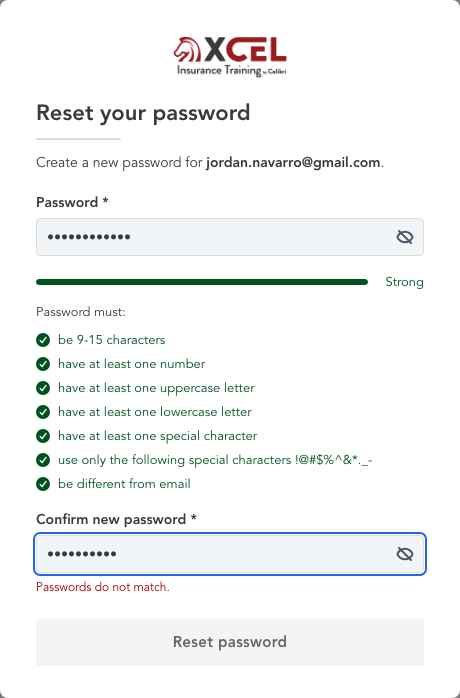 XCEL
Insurance Training by Colibri
Reset your password
Create a new password for jordan.navarro@gmail.com.
Password *
••••••••••••
Strong
Password must:
be 9-15 characters
have at least one number
have at least one uppercase letter
have at least one lowercase letter
have at least one special character
use only the following special characters !@#$%^&*._-
be different from email
Confirm new password *
••••••••••
Passwords do not match.
Reset password